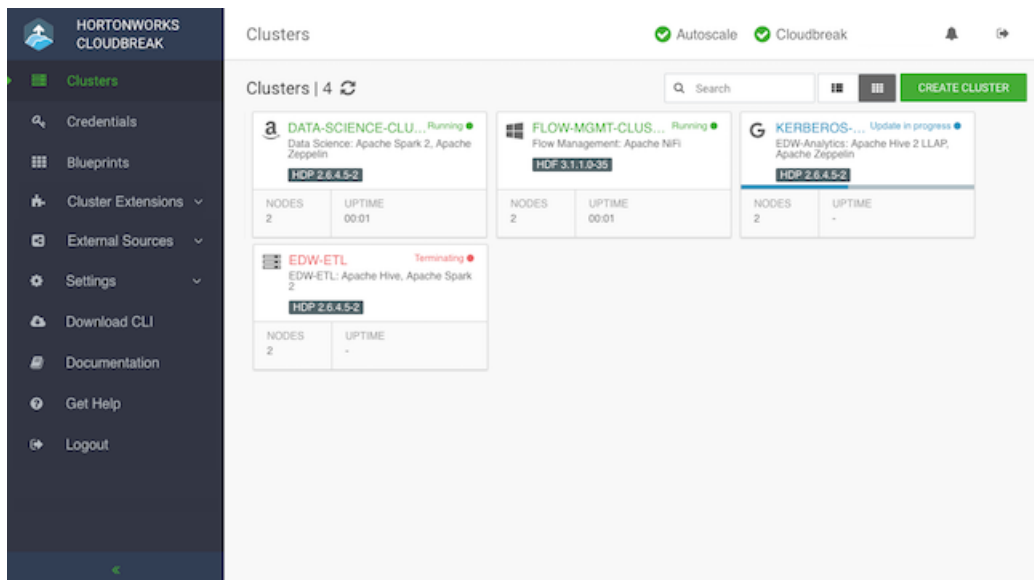 HORTONWORKS
CLOUDBREAK
Clusters
Credentials
Blueprints
Cluster Extensions
External Sources
Settings
Download CLI
Documentation
Get Help
Logout
Clusters
Autoscale
Cloudbreak
Clusters | 4
Search
CREATE CLUSTER
DATA-SCIENCE-CLU... Running
Data Science: Apache Spark 2, Apache
Zeppelin
HDP 2.6.4.5-2
NODES UPTIME
2 00:01
FLOW-MGMT-CLUS... Running
Flow Management: Apache NiFi
HDF 3.1.1.0-35
NODES UPTIME
2 00:01
KERBEROS-... Update in progress
EDW-Analytics: Apache Hive 2 LLAP,
Apache Zeppelin
HDP 2.6.4.5-2
NODES UPTIME
2 -
EDW-ETL Terminating
EDW-ETL: Apache Hive, Apache Spark
2
HDP 2.6.4.5-2
NODES UPTIME
2 -